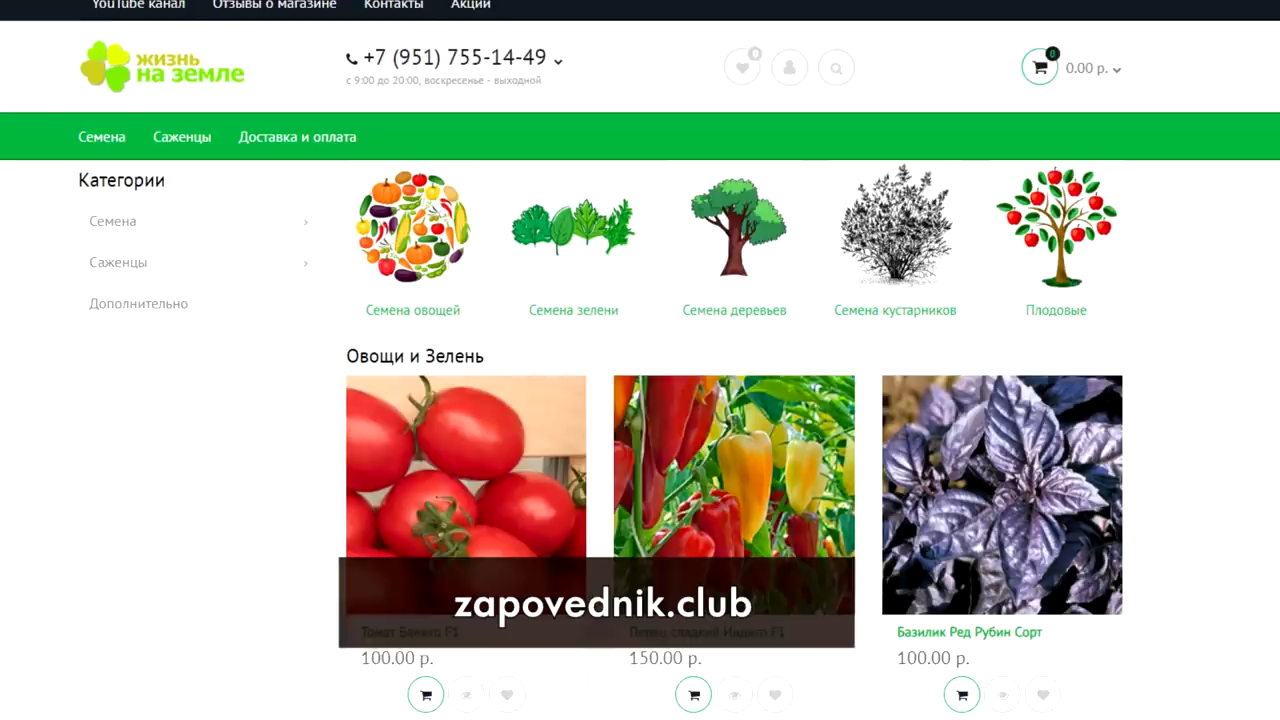 YouTube канал Отзывы о магазине Контакты Акции
жизнь
на земле
+7 (951) 755-14-49
с 9:00 до 20:00, воскресенье - выходной
0
0
0.00 р.
Семена Саженцы Доставка и оплата
Категории
Семена
Саженцы
Дополнительно
Семена овощей Семена зелени Семена деревьев Семена кустарников Плодовые
Овощи и Зелень
zapovednik.club
Базилик Ред Рубин Сорт
100.00 р. 150.00 р. 100.00 р.